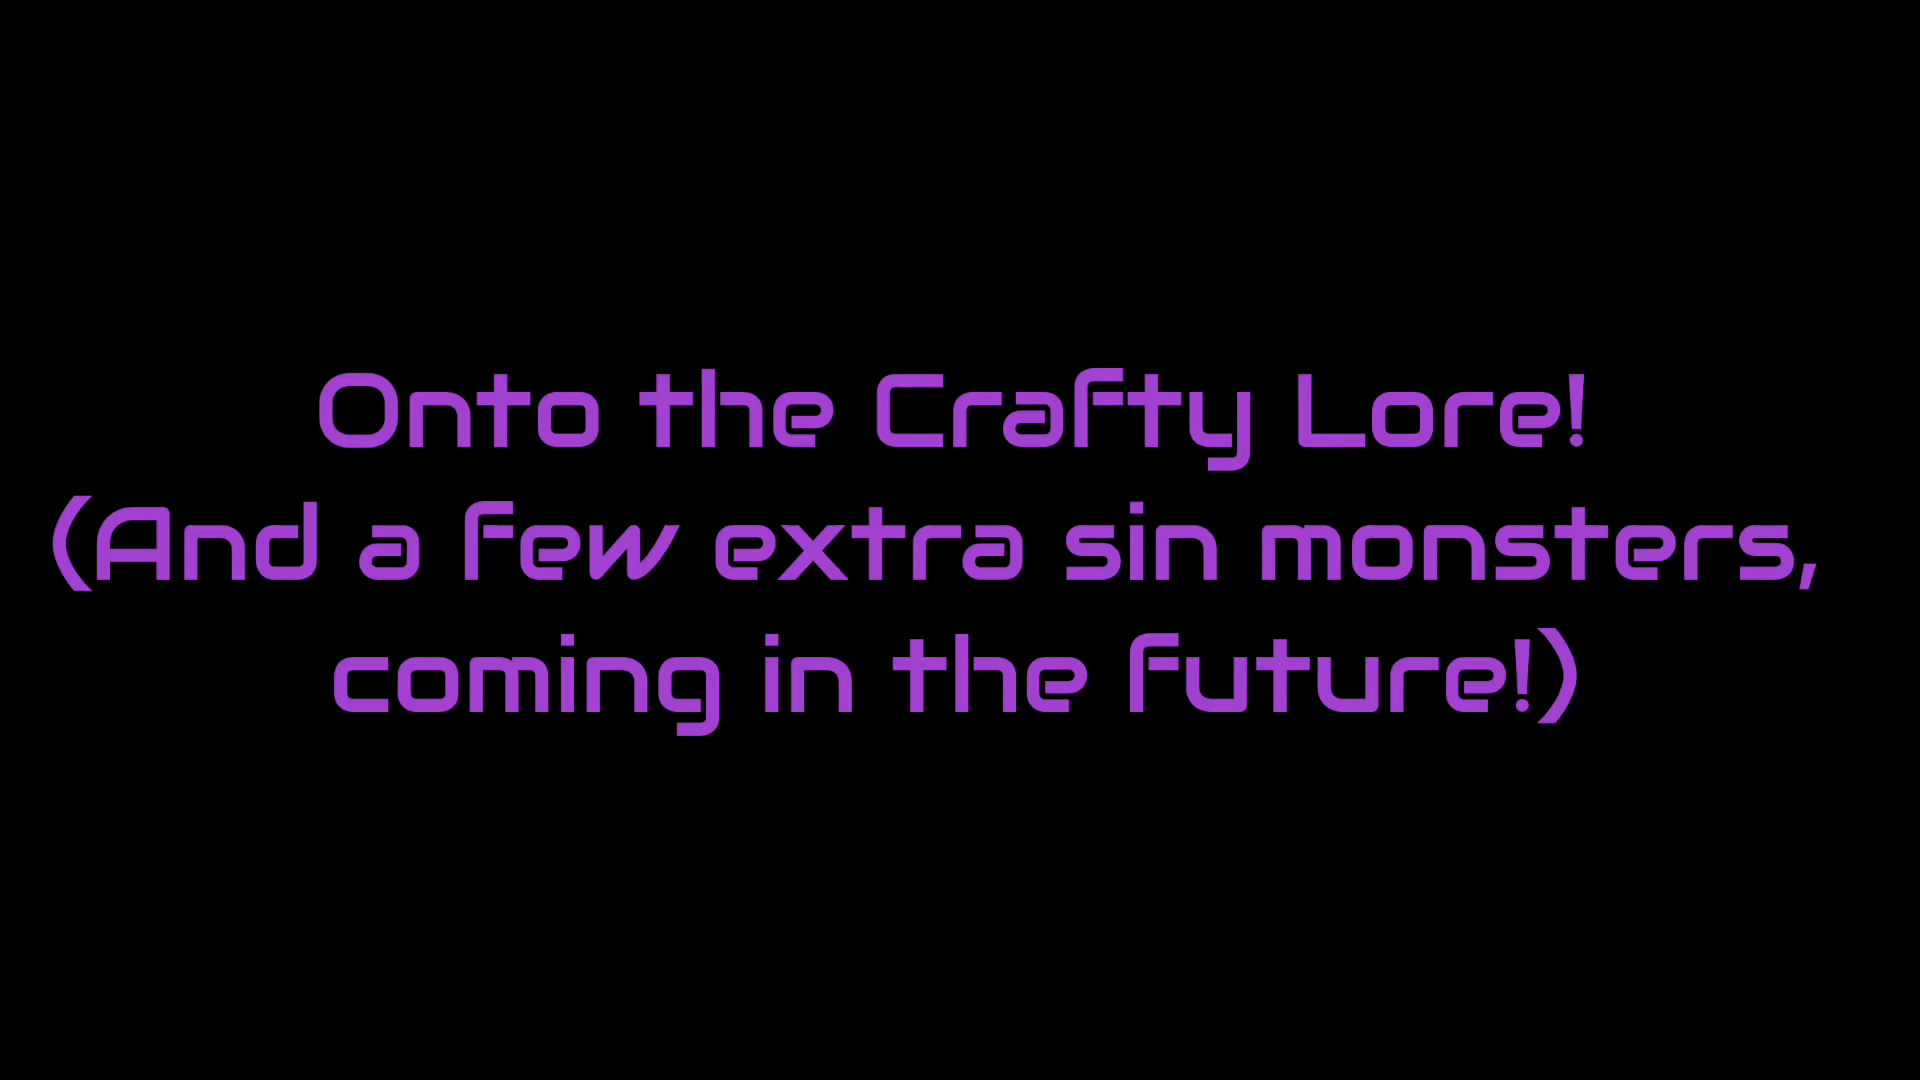 Onto the Crafty Lore!
(And a few extra sin monsters,
coming in the future!)